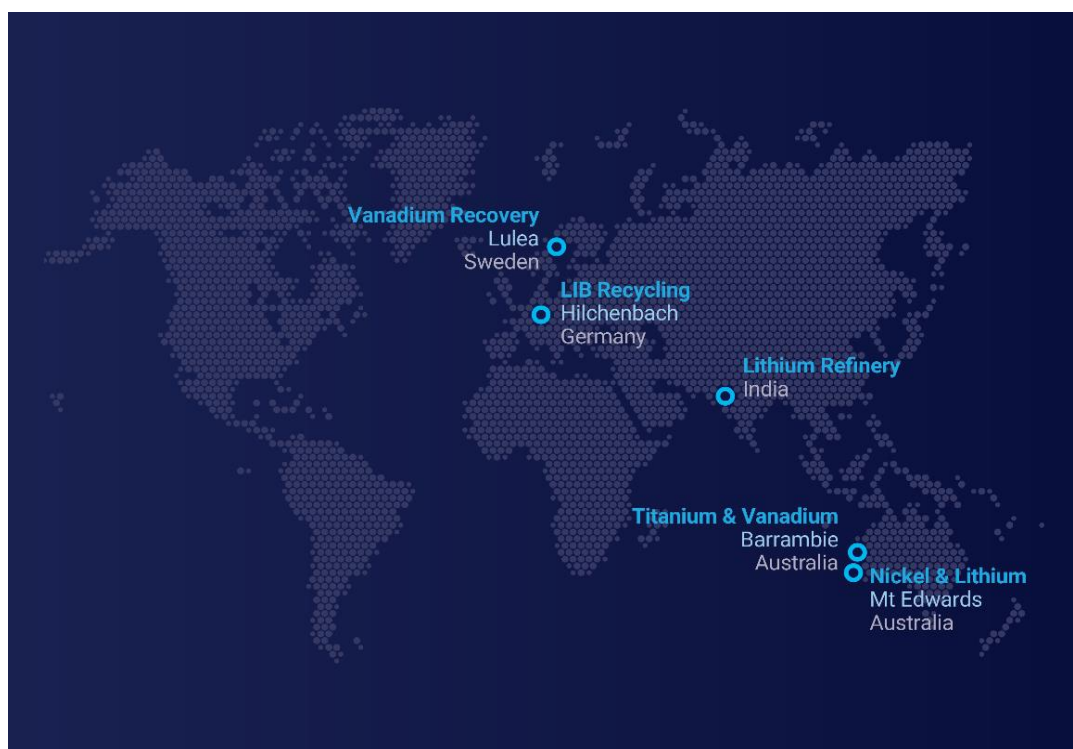 Vanadium Recovery
Lulea
Sweden
LIB Recycling
Hilchenbach
Germany
Lithium Refinery
India
Titanium & Vanadium
Barrambie
Australia
Nickel & Lithium
Mt Edwards
Australia